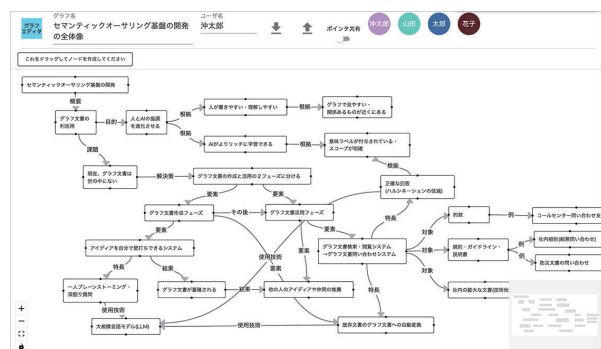 グラフ
エディタ
グラフ名
セマンティックオーサリング基盤の開発
の全体像
ユーザ名
沖太郎
ポインタ共有
沖太郎
山田
太郎
花子
これをドラッグしてノードを作成してください
セマンティックオーサリング基盤の開発
概要
グラフ文書の
利活用
目的
人とAIの協調
を進化させる
根拠
人が書きやすい・理解しやすい
根拠
グラフで見やすい・
関係あるものが近くにある
根拠
AIがよりリッチに学習できる
根拠
意味ラベルが付与されている・
スコープが明確
課題
根拠
現在、グラフ文書は
世の中にない
解決策
グラフ文書の作成と活用の2フェーズに分ける
正確な回答
(ハルシネーションの低減)
要素
要素
グラフ文書作成フェーズ
その後
グラフ文書活用フェーズ
特長
約款
例
コールセンター問い合わせ支
要素
要素
対象
アイディアを自分で壁打ちできるシステム
使用技術
要素
グラフ文書検索・閲覧システム
→グラフ文書問い合わせシステム
対象
規則・ガイドライン・
説明書
例
社内規則(総務問い合わせ)
例
防災文書の問い合わせ
特長
結果
対象
一人ブレーンストーミング・
深掘り質問
グラフ文書が蓄積される
結果
他の人のアイディアや仲間の推薦
社内の膨大な文書(技術他
使用技術
特長
大規模言語モデル(LLM)
使用技術
既存文書のグラフ文書への自動変換